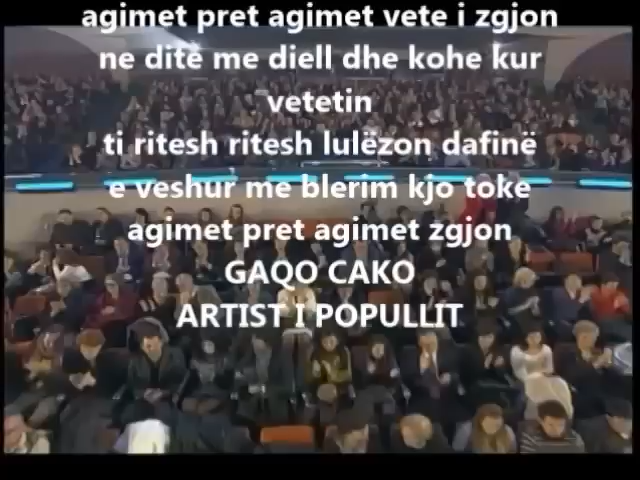 agimet pret agimet vete i zgjon
ne ditë me diell dhe kohe kur
vetetin
ti ritesh ritesh lulëzon dafinë
e veshur me blerim kjo toke
agimet pret agimet zgjon
GAQO CAKO
ARTIST I POPULLIT